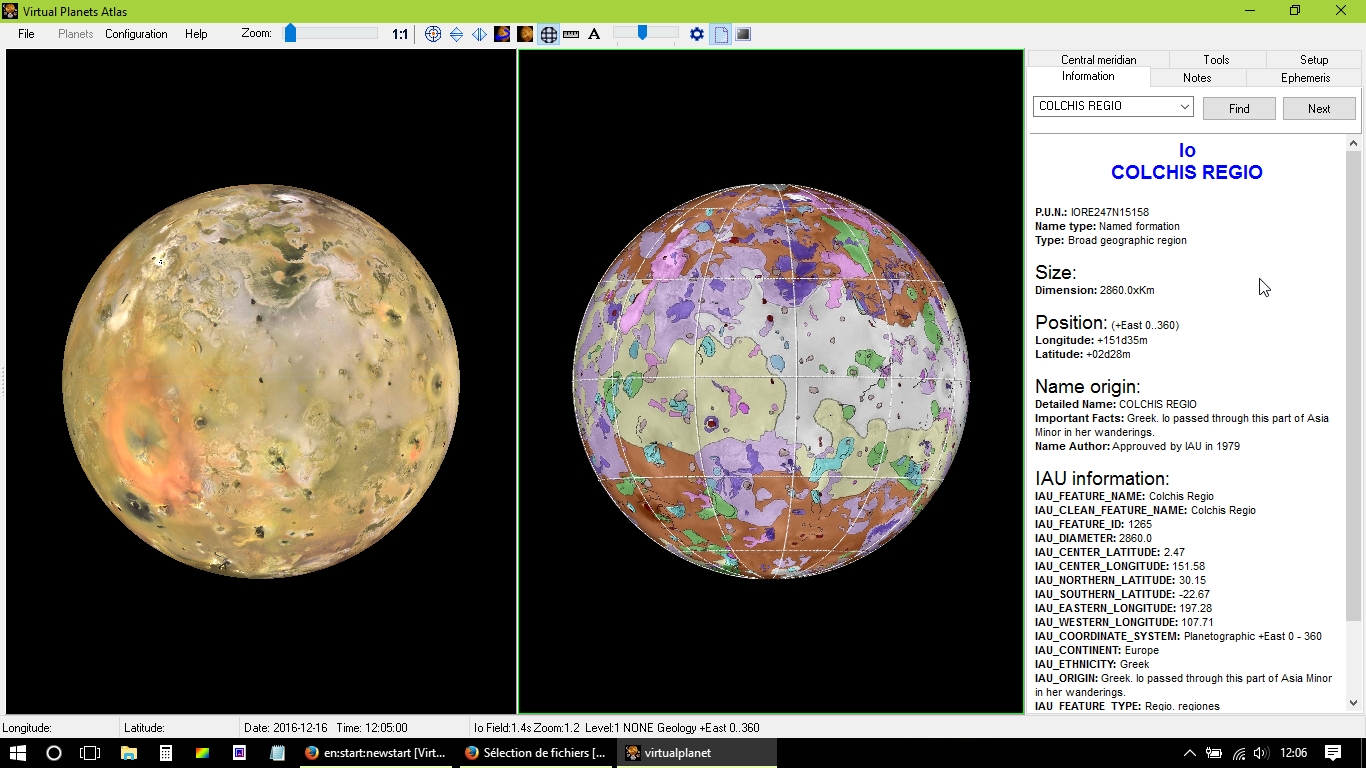 Virtual Planets Atlas
File Planets Configuration Help Zoom: 1:1 A
Central meridian Tools Setup
Information Notes Ephemeris
COLCHIS REGIO Find Next
Io
COLCHIS REGIO
P.U.N.: IORE247N15158
Name type: Named formation
Type: Broad geographic region
Size:
Dimension: 2860.0xKm
Position: (+East 0..360)
Longitude: +151d35m
Latitude: +02d28m
Name origin:
Detailed Name: COLCHIS REGIO
Important Facts: Greek. Io passed through this part of Asia
Minor in her wanderings.
Name Author: Approuved by IAU in 1979
IAU information:
IAU_FEATURE_NAME: Colchis Regio
IAU_CLEAN_FEATURE_NAME: Colchis Regio
IAU_FEATURE_ID: 1265
IAU_DIAMETER: 2860.0
IAU_CENTER_LATITUDE: 2.47
IAU_CENTER_LONGITUDE: 151.58
IAU_NORTHERN_LATITUDE: 30.15
IAU_SOUTHERN_LATITUDE: -22.67
IAU_EASTERN_LONGITUDE: 197.28
IAU_WESTERN_LONGITUDE: 107.71
IAU_COORDINATE_SYSTEM: Planetographic +East 0 - 360
IAU_CONTINENT: Europe
IAU_ETHNICITY: Greek
IAU_ORIGIN: Greek. Io passed through this part of Asia Minor
in her wanderings.
IAU_FEATURE_TYPE: Regio, regiones
Longitude: Latitude: Date: 2016-12-16 Time: 12:05:00 Io Field:1.4s Zoom:1.2 Level:1 NONE Geology +East 0..360
en:start:newstart [Virt... Sélection de fichiers [... virtualplanet 12:06